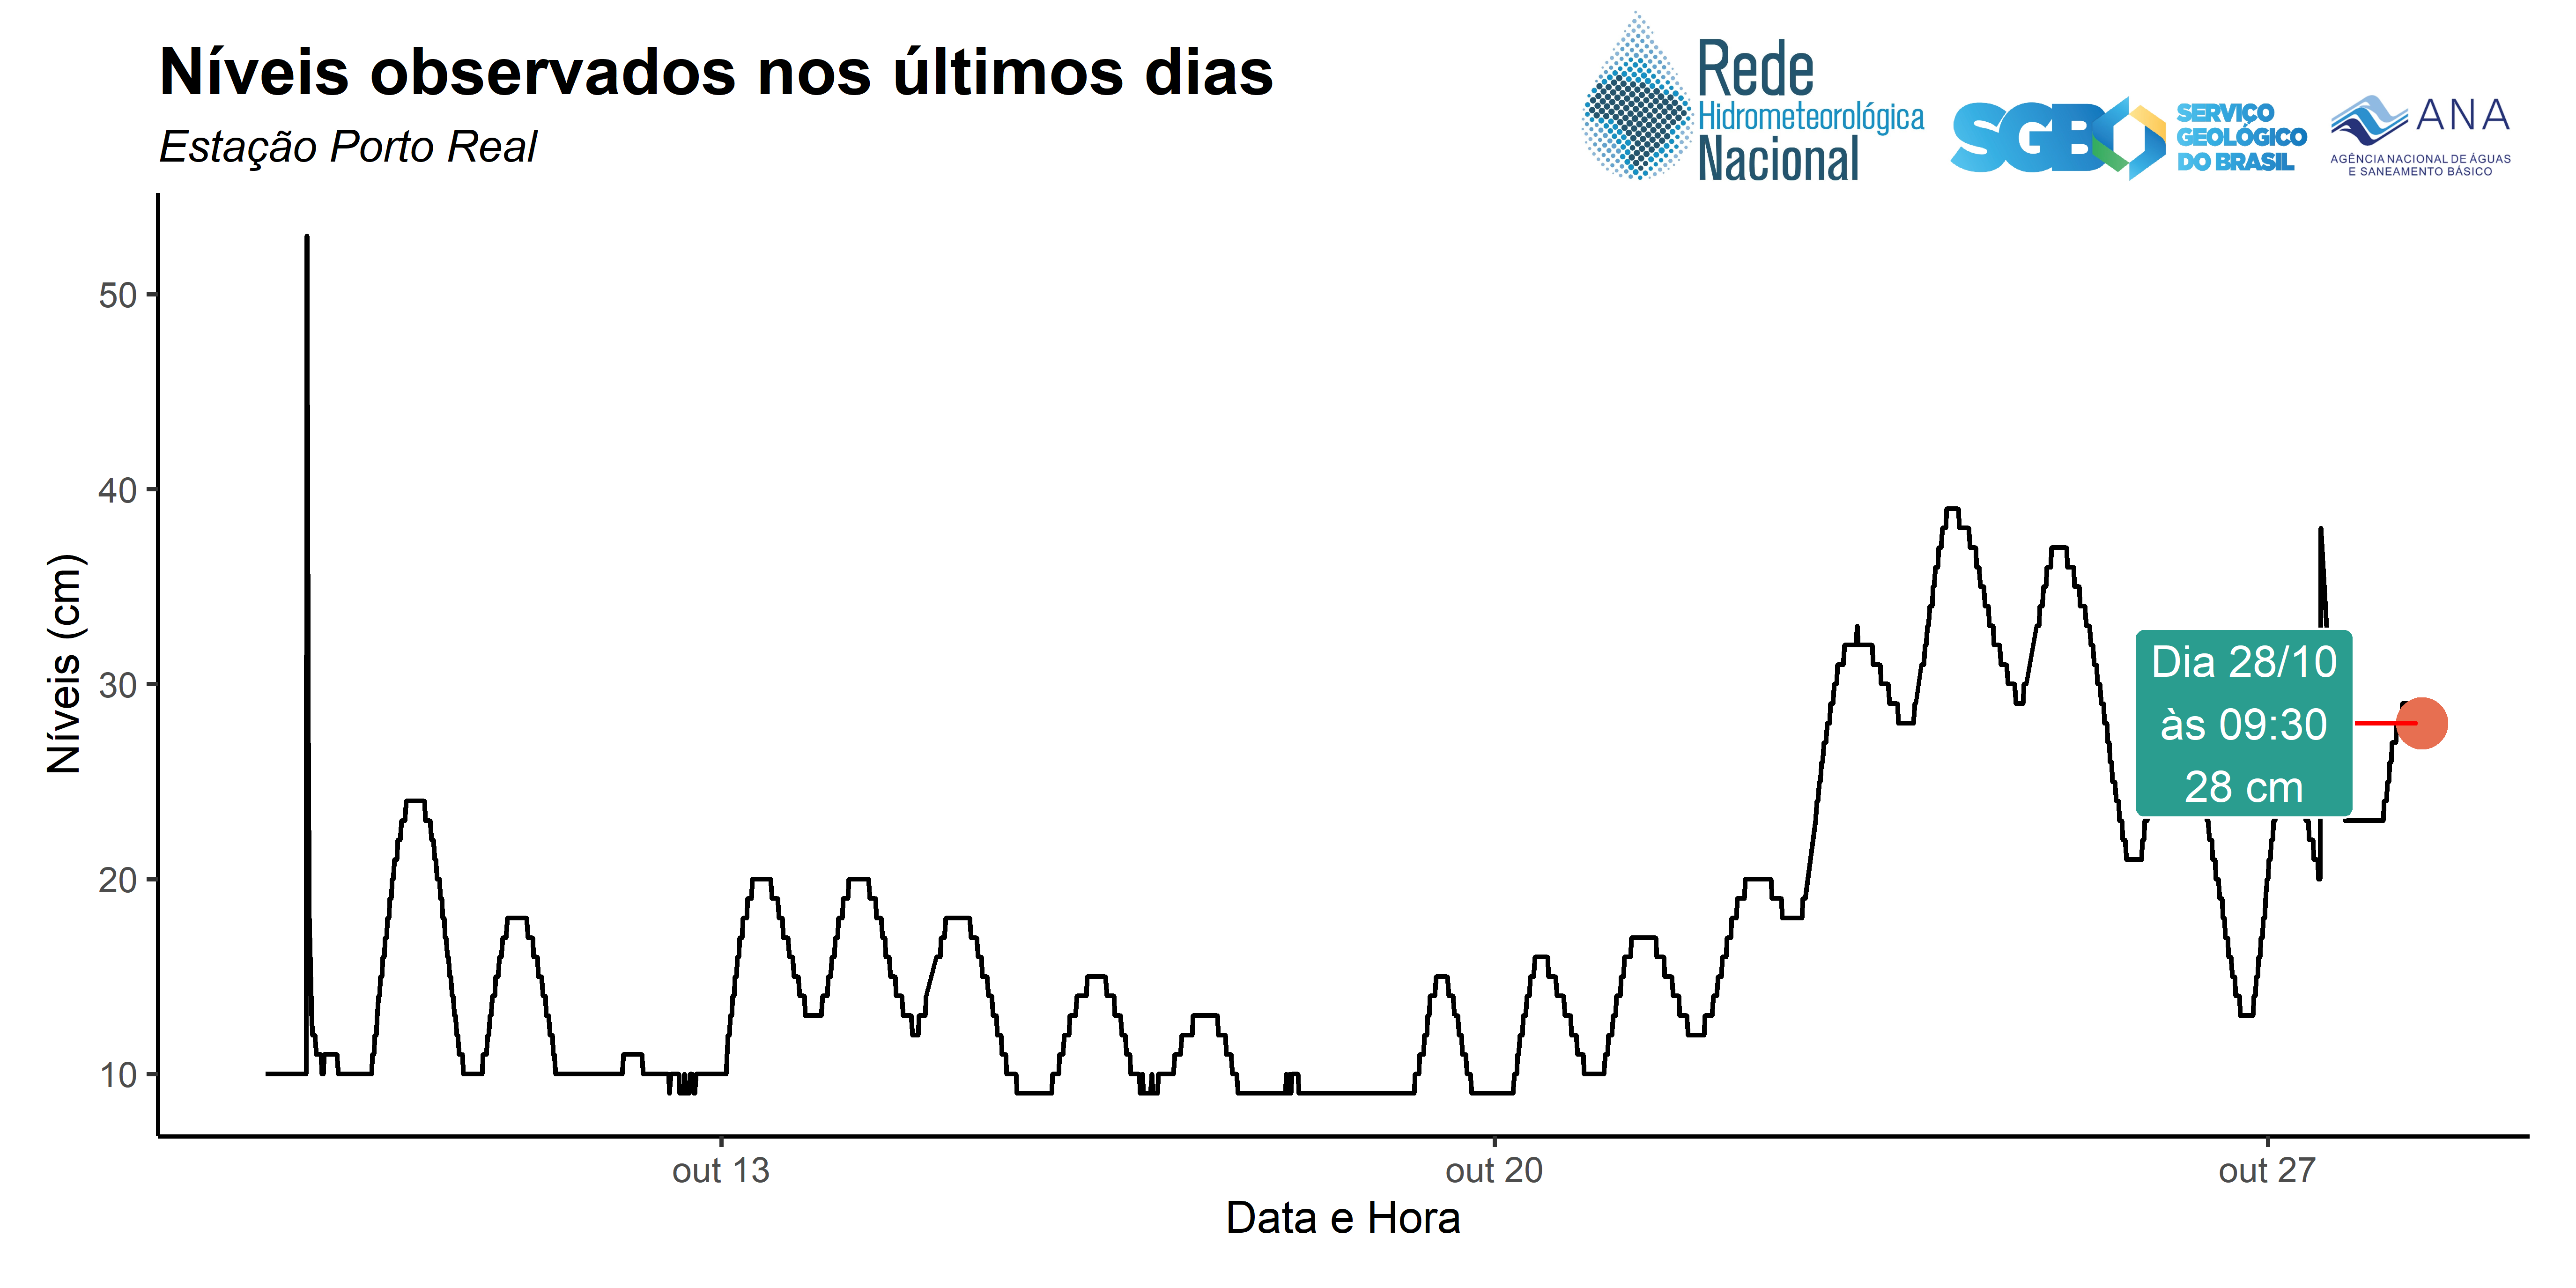 Níveis observados nos últimos dias
Estação Porto Real
Rede
Hidrometeorológica
Nacional
SGB
SERVIÇO
GEOLÓGICO
DO BRASIL
ANA
AGÊNCIA NACIONAL DE ÁGUAS
E SANEAMENTO BÁSICO
Níveis (cm)
50
40
30
20
10
Dia 28/10
às 09:30
28 cm
out 13
out 20
out 27
Data e Hora